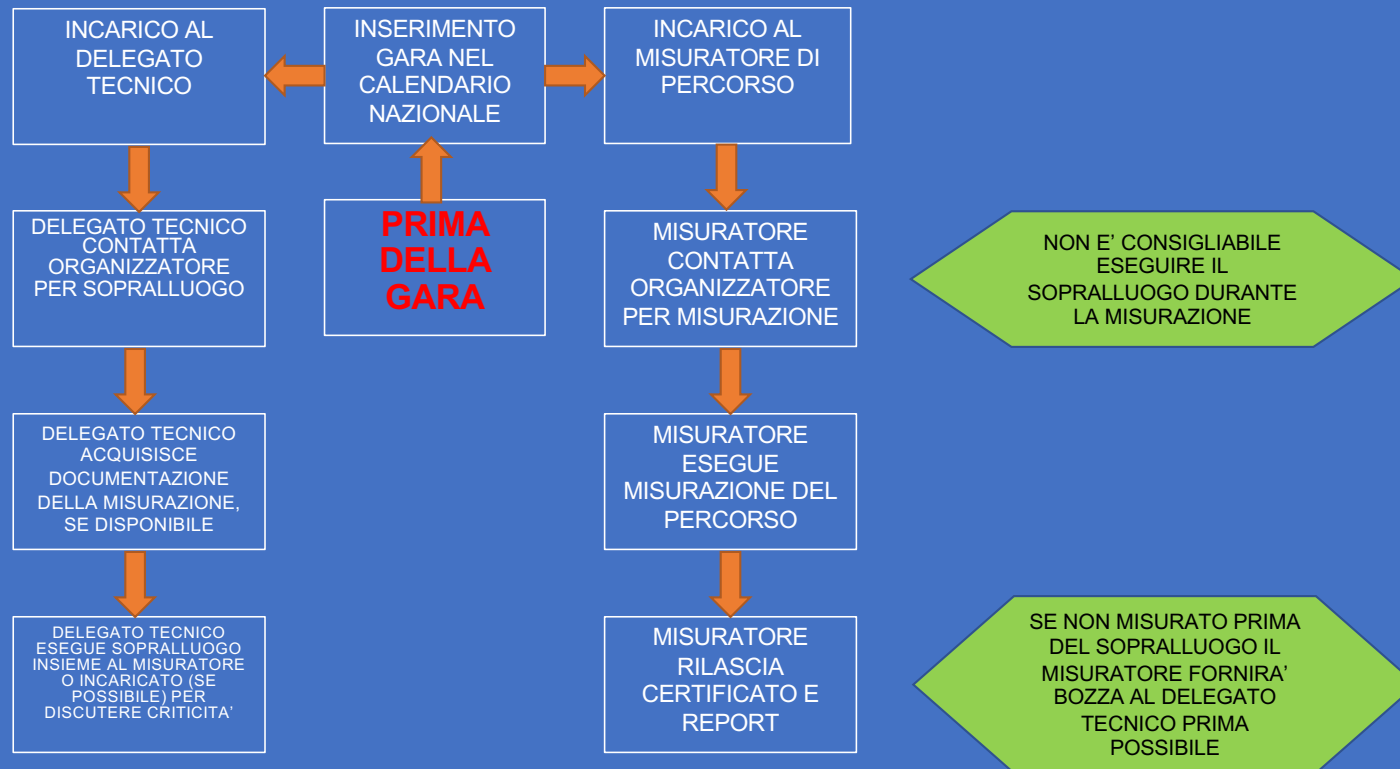 INCARICO AL
DELEGATO
TECNICO
INSERIMENTO
GARA NEL
CALENDARIO
NAZIONALE
INCARICO AL
MISURATORE DI
PERCORSO
DELEGATO TECNICO
CONTATTA
ORGANIZZATORE
PER SOPRALLUOGO
PRIMA
DELLA
GARA
MISURATORE
CONTATTA
ORGANIZZATORE
PER MISURAZIONE
NON E' CONSIGLIABILE
ESEGUIRE IL
SOPRALLUOGO DURANTE
LA MISURAZIONE
DELEGATO TECNICO
ACQUISISCE
DOCUMENTAZIONE
DELLA MISURAZIONE,
SE DISPONIBILE
MISURATORE
ESEGUE
MISURAZIONE DEL
PERCORSO
DELEGATO TECNICO
ESEGUE SOPRALLUOGO
INSIEME AL MISURATORE
O INCARICATO (SE
POSSIBILE) PER
DISCUTERE CRITICITA'
MISURATORE
RILASCIA
CERTIFICATO E
REPORT
SE NON MISURATO PRIMA
DEL SOPRALLUOGO IL
MISURATORE FORNIRA'
BOZZA AL DELEGATO
TECNICO PRIMA
POSSIBILE